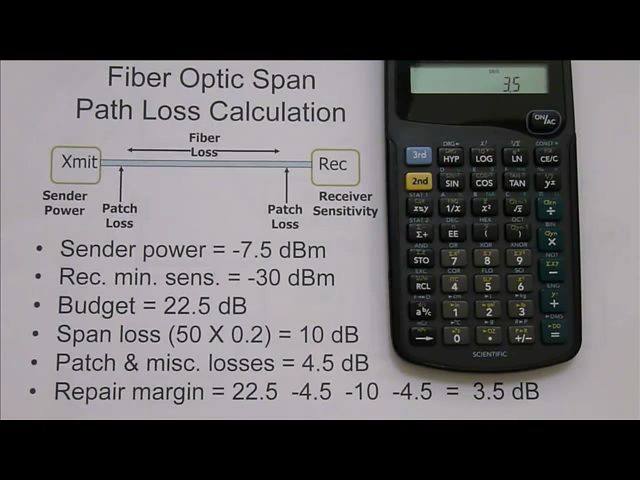 Fiber Optic Span
Path Loss Calculation
Fiber
Loss
Xmit
Rec
Sender
Power
Patch
Loss
Patch
Loss
Receiver
Sensitivity
• Sender power = -7.5 dBm
• Rec. min. sens. = -30 dBm
• Budget = 22.5 dB
• Span loss (50 X 0.2) = 10 dB
• Patch & misc. losses = 4.5 dB
• Repair margin = 22.5 -4.5 -10 -4.5 = 3.5 dB
3.5
ON/AC
3rd HYP LOG LN CE/C
2nd SIN COS TAN
1/x x² ÷
Σ+ EE ( ) ×
STO 7 8 9 −
RCL 4 5 6 +
1 2 3
0 . +/− =
SCIENTIFIC